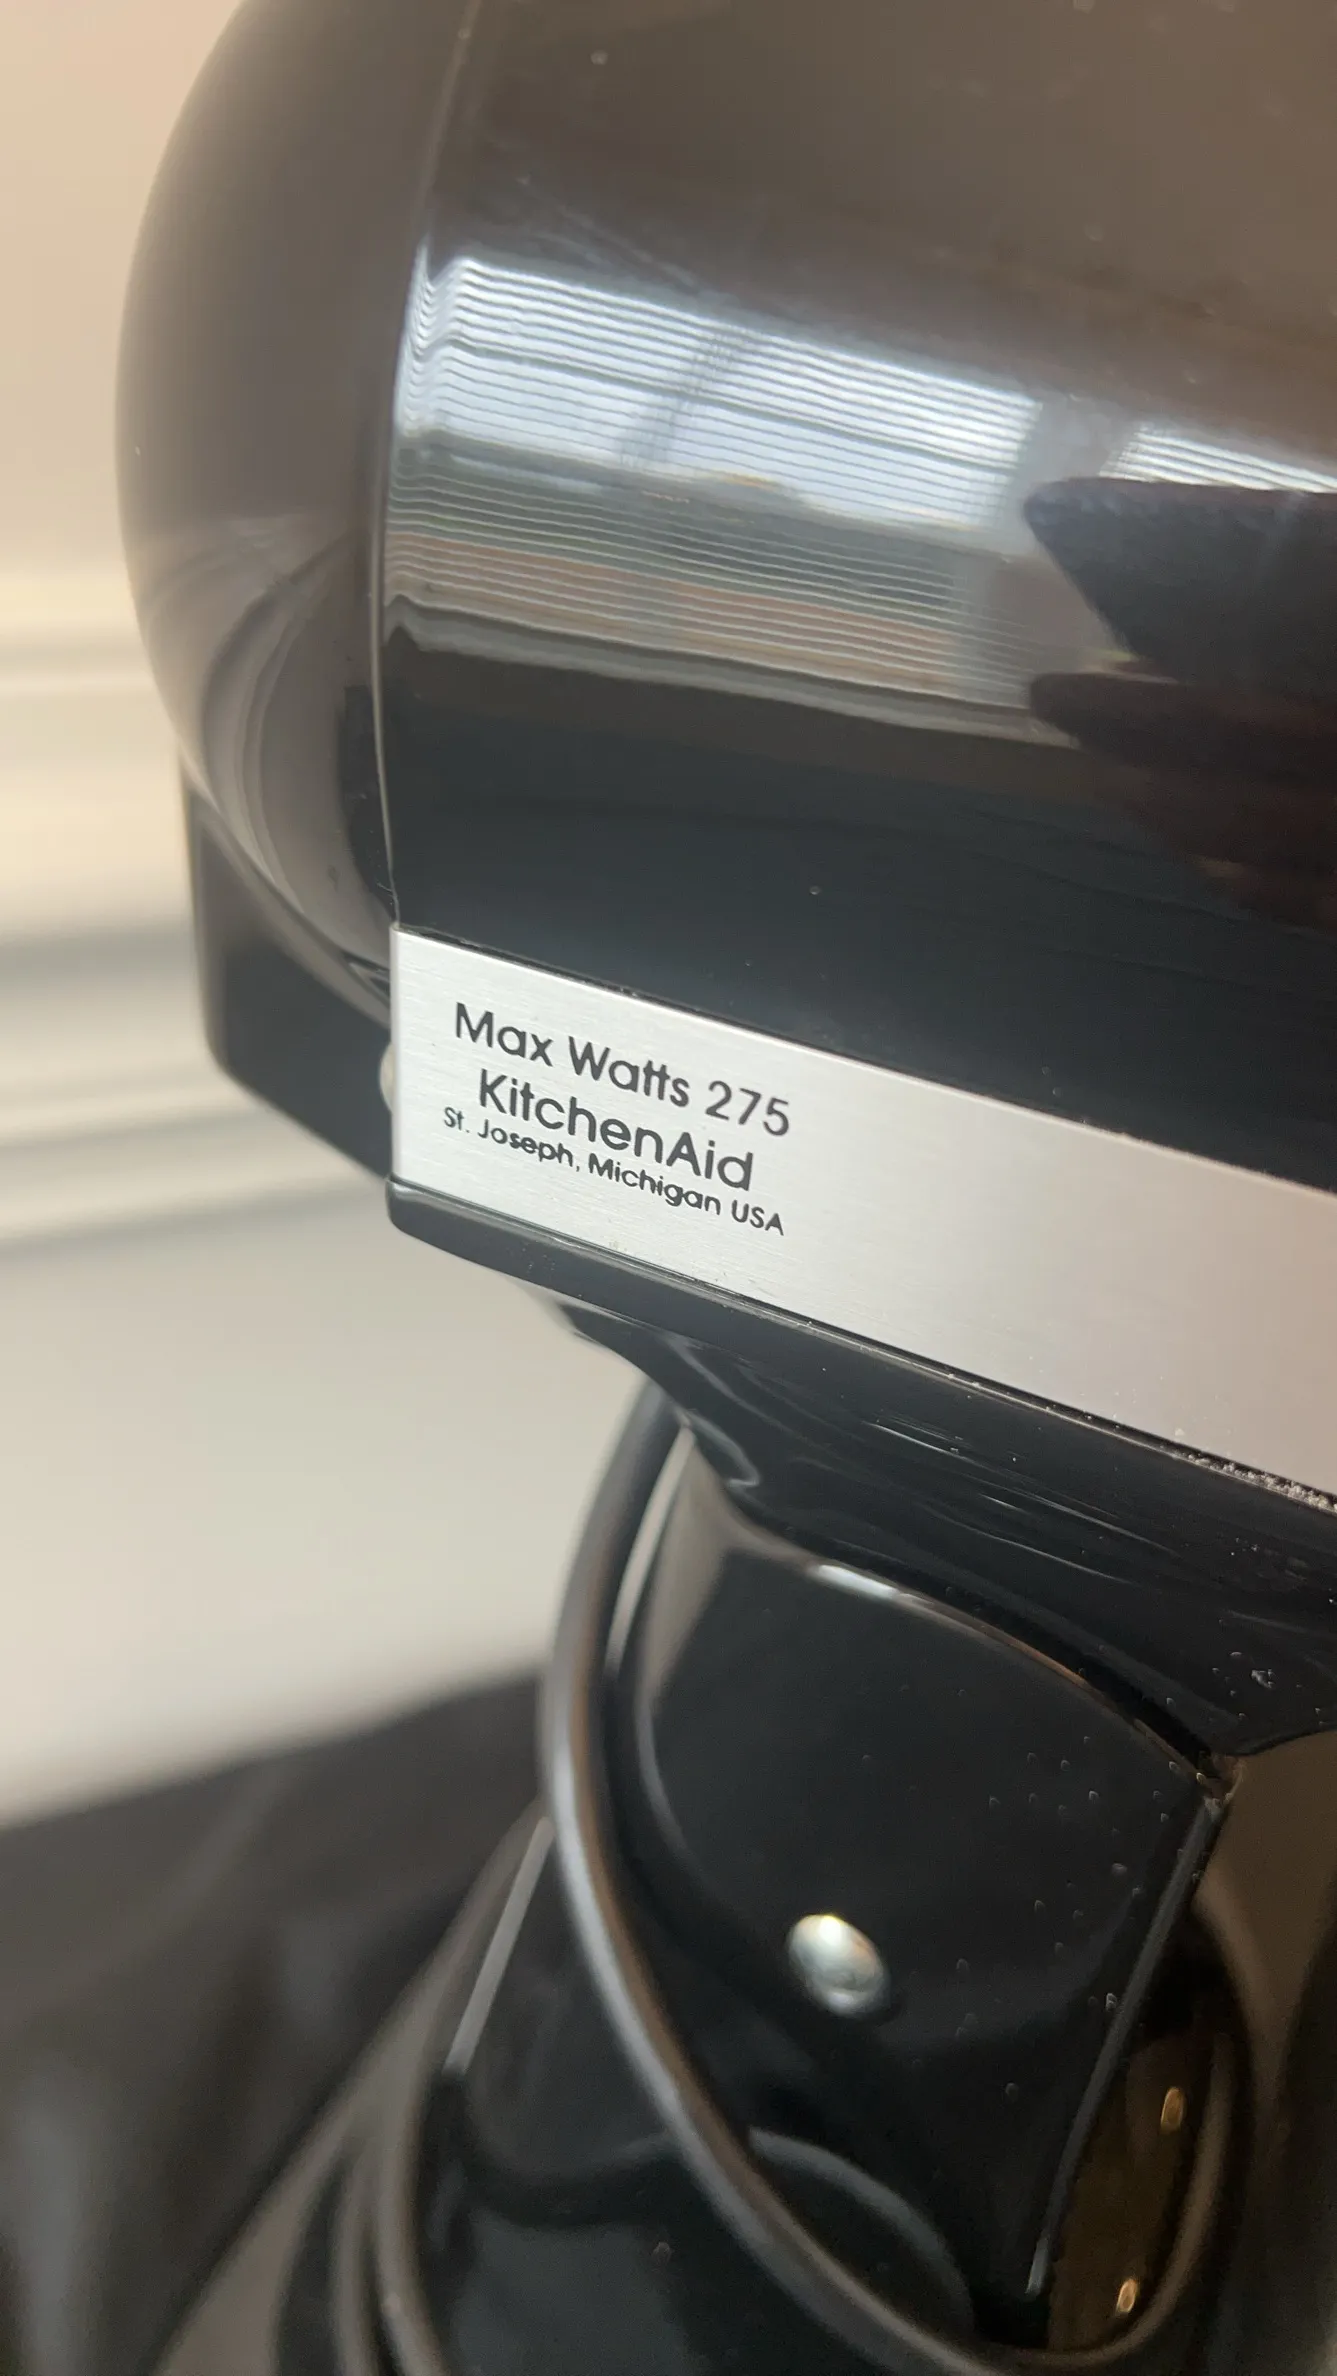 Max Watts 275
KitchenAid
St. Joseph, Michigan USA